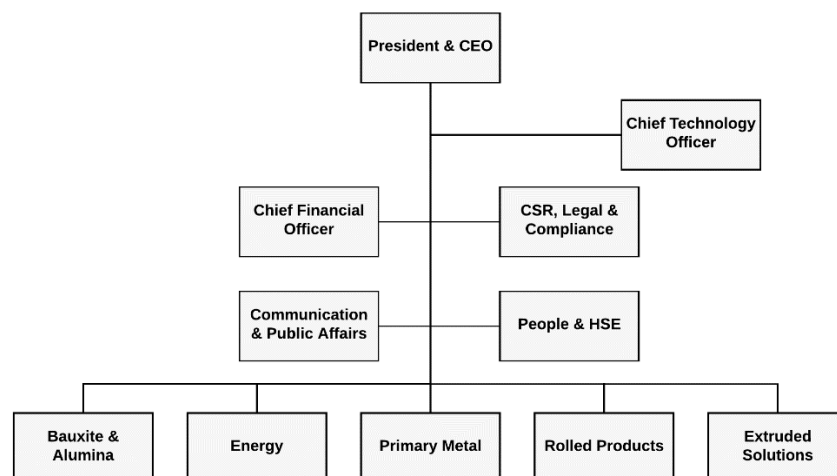 President & CEO
Chief Technology
Officer
Chief Financial
Officer
CSR, Legal &
Compliance
Communication
& Public Affairs
People & HSE
Bauxite &
Alumina
Energy
Primary Metal
Rolled Products
Extruded
Solutions